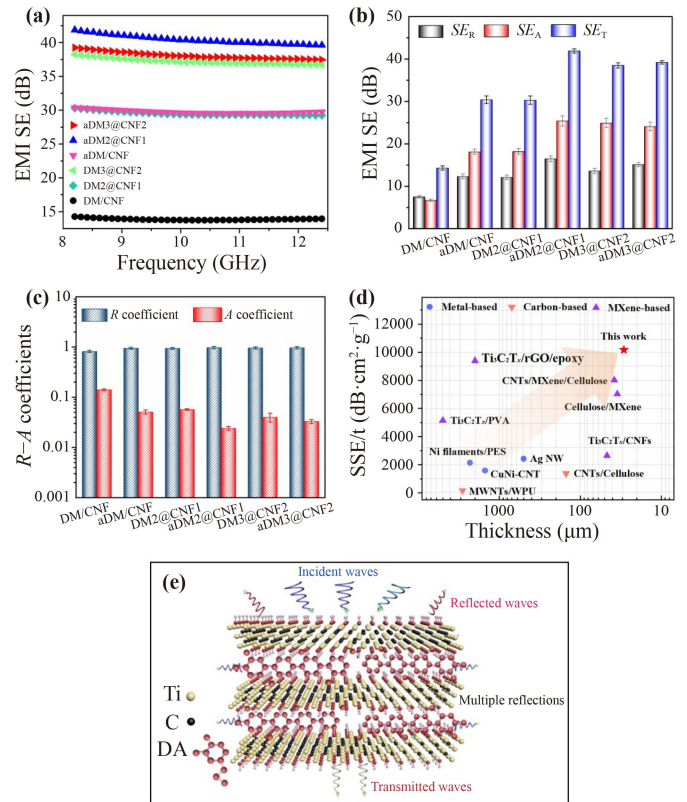 (a)
EMI SE (dB)
40
35
30
25
20
15
aDM3@CNF2
aDM2@CNF1
aDM/CNF
DM3@CNF2
DM2@CNF1
DM/CNF
8
9
10
11
12
Frequency (GHz)
(b)
SE_R SE_A SE_T
EMI SE (dB)
50
40
30
20
10
0
DM/CNF
aDM/CNF
DM2@CNF1
aDM2@CNF1
DM3@CNF2
aDM3@CNF2
(c)
R coefficient A coefficient
R–A coefficients
10
1
0.1
0.01
0.001
DM/CNF
aDM/CNF
DM2@CNF1
aDM2@CNF1
DM3@CNF2
aDM3@CNF2
(d)
Metal-based Carbon-based MXene-based
SSE/t (dB·cm²·g⁻¹)
14000
12000
10000
8000
6000
4000
2000
0
This work
Ti₃C₂Tₓ/rGO/epoxy
CNTs/MXene/Cellulose
Cellulose/MXene
Ti₃C₂Tₓ/PVA
Ti₃C₂Tₓ/CNFs
Ni filaments/PES
Ag NW
CuNi-CNT
CNTs/Cellulose
MWNTs/WPU
1000
100
10
Thickness (μm)
(e)
Incident waves
Reflected waves
Ti
C
DA
Multiple reflections
Transmitted waves